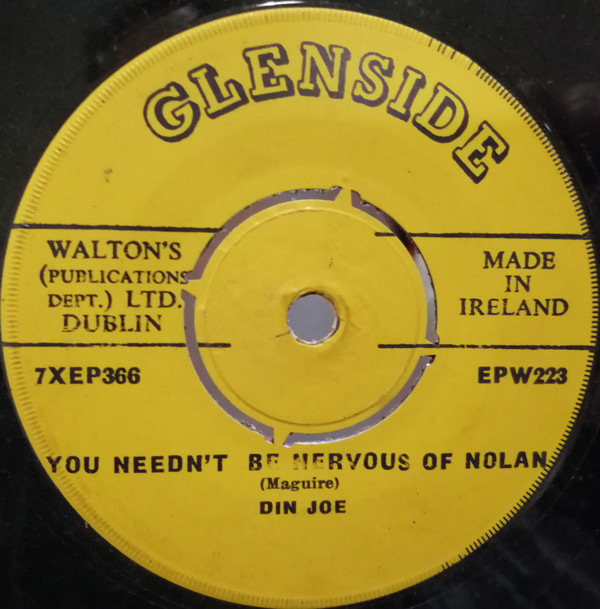 GLENSIDE
WALTON'S
(PUBLICATIONS
DEPT.) LTD.
DUBLIN
MADE
IN
IRELAND
7XEP366
EPW223
YOU NEEDN'T BE NERVOUS OF NOLAN
(Maguire)
DIN JOE